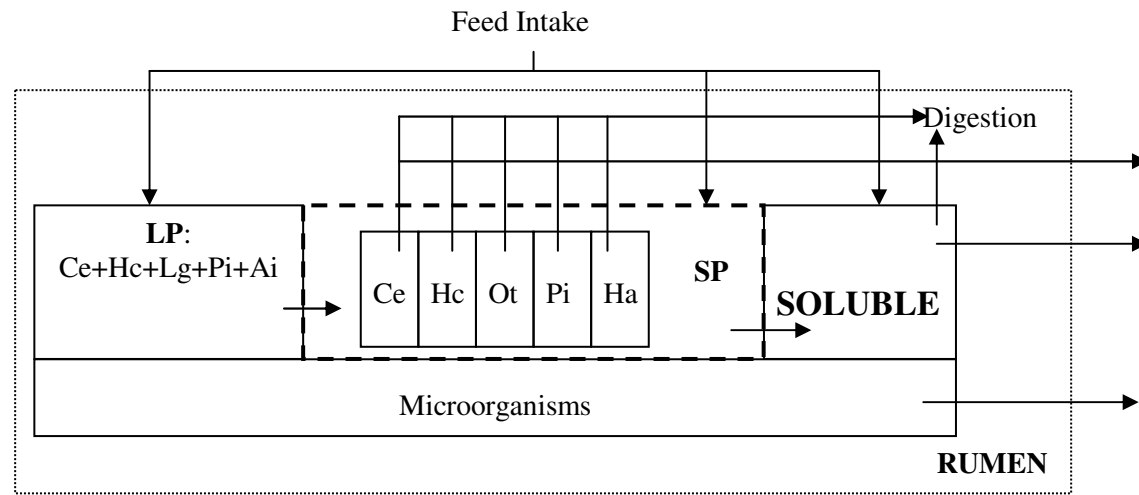 Feed Intake
Digestion
LP:
Ce+Hc+Lg+Pi+Ai
Ce Hc Ot Pi Ha
SP
SOLUBLE
Microorganisms
RUMEN